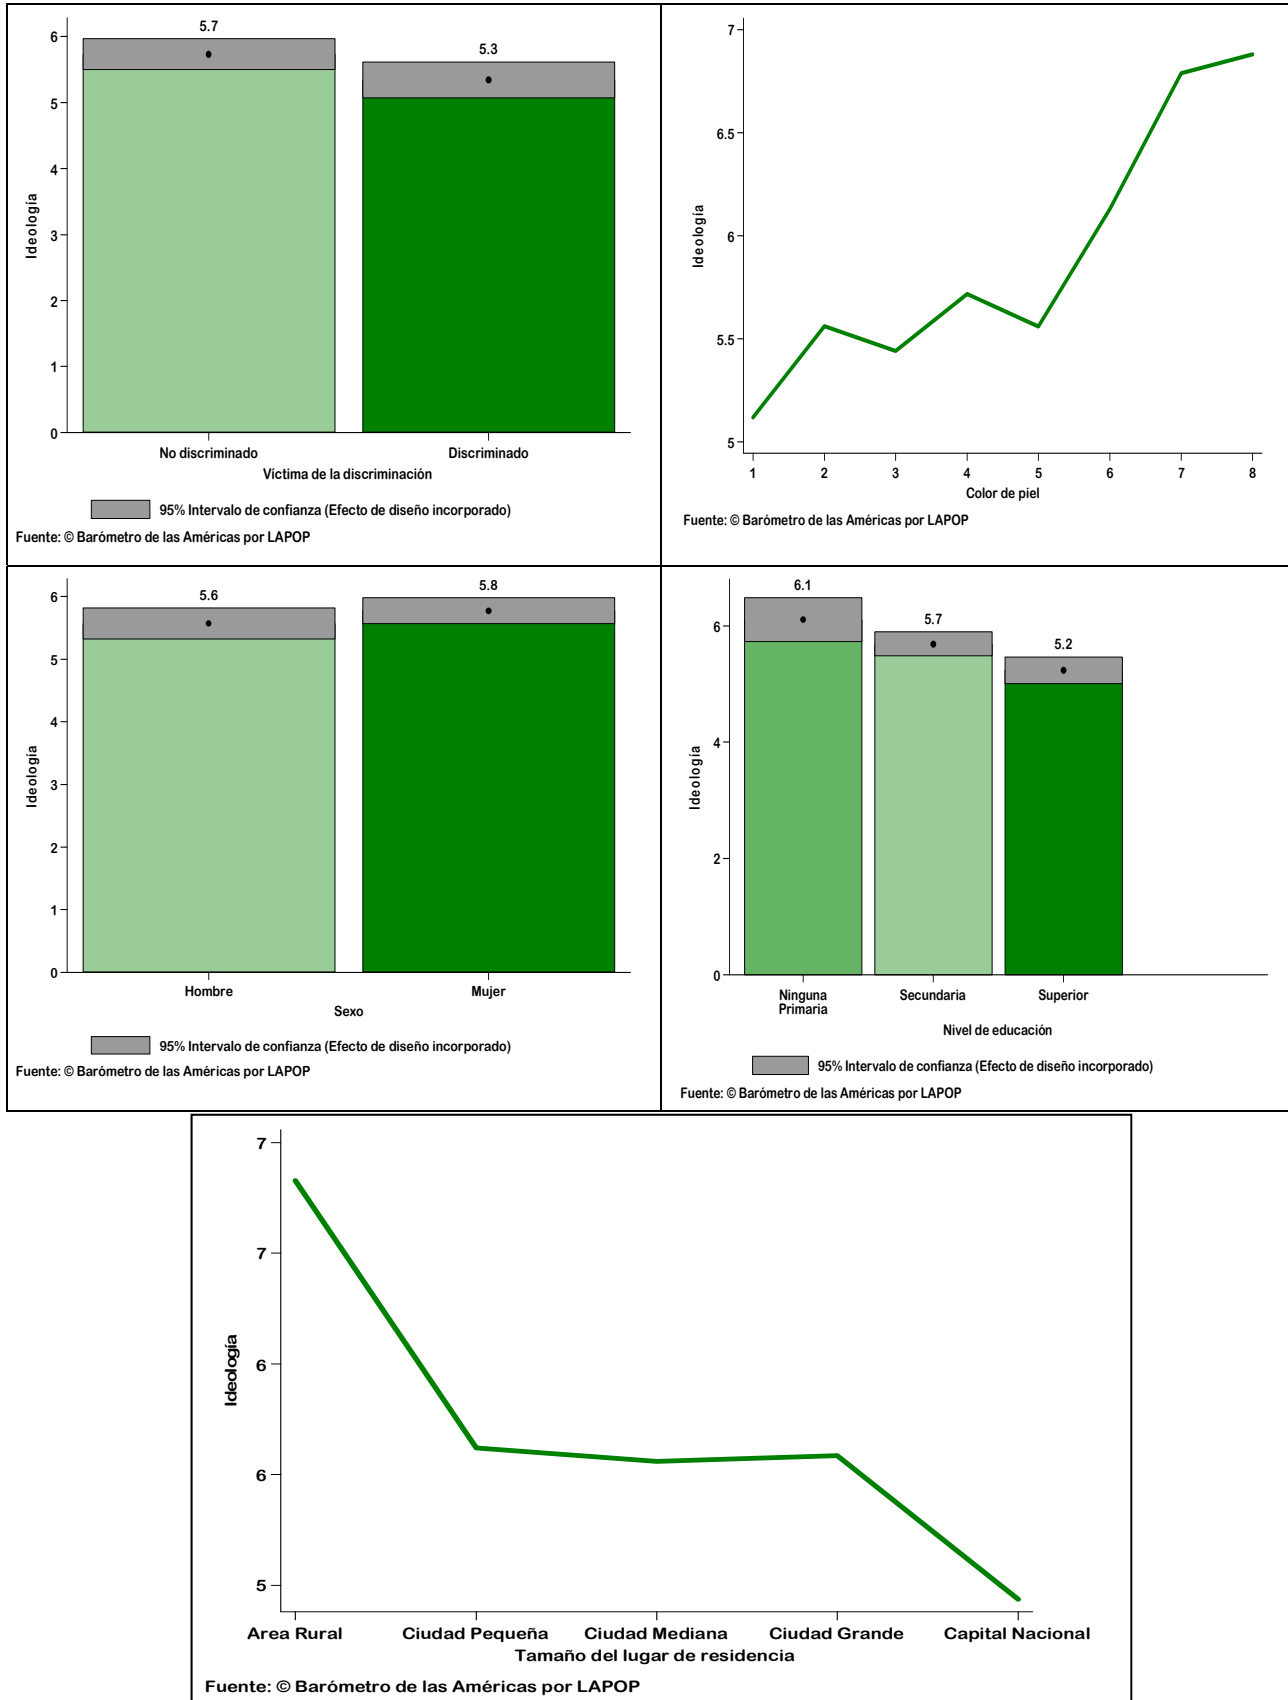 5.7
5.3
6
5
4
3
2
1
0
Ideología
No discriminado
Discriminado
Víctima de la discriminación
95% Intervalo de confianza (Efecto de diseño incorporado)
Fuente: © Barómetro de las Américas por LAPOP
7
6.5
6
5.5
5
Ideología
1 2 3 4 5 6 7 8
Color de piel
Fuente: © Barómetro de las Américas por LAPOP
5.6
5.8
6
5
4
3
2
1
0
Ideología
Hombre
Mujer
Sexo
95% Intervalo de confianza (Efecto de diseño incorporado)
Fuente: © Barómetro de las Américas por LAPOP
6.1
5.7
5.2
6
4
2
0
Ideología
Ninguna
Primaria
Secundaria
Superior
Nivel de educación
95% Intervalo de confianza (Efecto de diseño incorporado)
Fuente: © Barómetro de las Américas por LAPOP
7
7
6
6
5
Ideología
Area Rural
Ciudad Pequeña
Ciudad Mediana
Ciudad Grande
Capital Nacional
Tamaño del lugar de residencia
Fuente: © Barómetro de las Américas por LAPOP